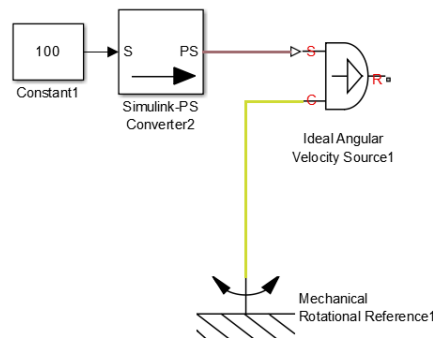 100
Constant1
S PS
Simulink-PS
Converter2
S
C
R
Ideal Angular
Velocity Source1
Mechanical
Rotational Reference1